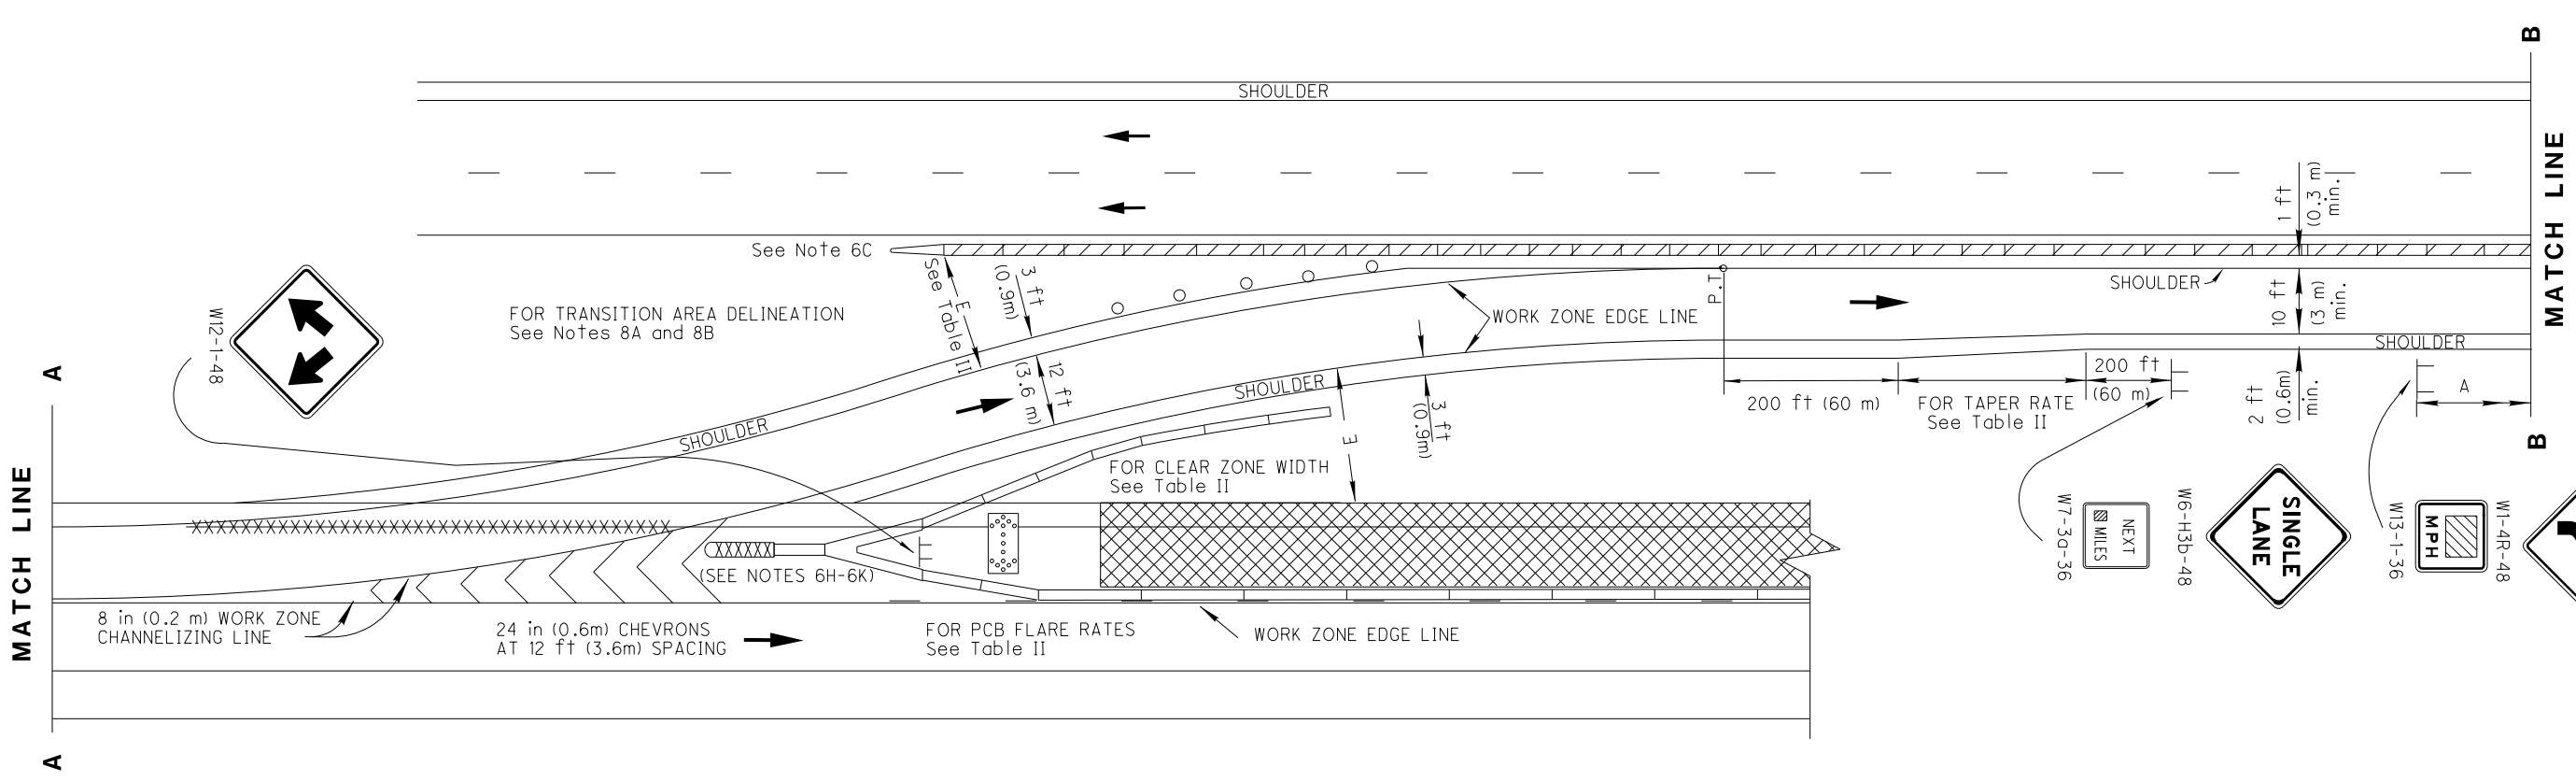 B
SHOULDER
MATCH LINE
1 ft
(0.3 m)
min.
See Note 6C
E
See Table III
3 ft
(0.9m)
FOR TRANSITION AREA DELINEATION
See Notes 8A and 8B
W12-1-48
P.T.
SHOULDER
WORK ZONE EDGE LINE
10 ft
(3 m)
min.
SHOULDER
A
12 ft
(3.6 m)
SHOULDER
SHOULDER
3 ft
(0.9m)
E
200 ft (60 m)
FOR TAPER RATE
See Table II
200 ft
(60 m)
2 ft
(0.6m)
min.
A
B
FOR CLEAR ZONE WIDTH
See Table II
MATCH LINE
(SEE NOTES 6H-6K)
W7-3a-36
NEXT
MILES
W6-H3b-48
SINGLE
LANE
W13-1-36
MPH
W1-4R-48
8 in (0.2 m) WORK ZONE
CHANNELIZING LINE
24 in (0.6m) CHEVRONS
AT 12 ft (3.6m) SPACING
FOR PCB FLARE RATES
See Table II
WORK ZONE EDGE LINE
A